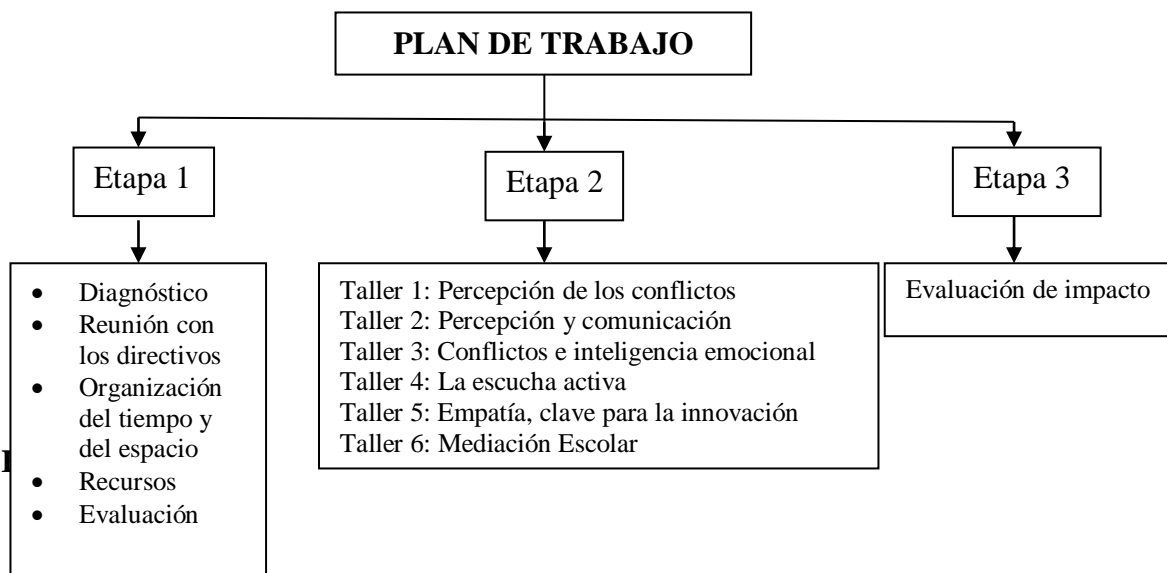 PLAN DE TRABAJO
Etapa 1
Etapa 2
Etapa 3
• Diagnóstico
• Reunión con
los directivos
• Organización
del tiempo y
del espacio
• Recursos
• Evaluación
Taller 1: Percepción de los conflictos
Taller 2: Percepción y comunicación
Taller 3: Conflictos e inteligencia emocional
Taller 4: La escucha activa
Taller 5: Empatía, clave para la innovación
Taller 6: Mediación Escolar
Evaluación de impacto